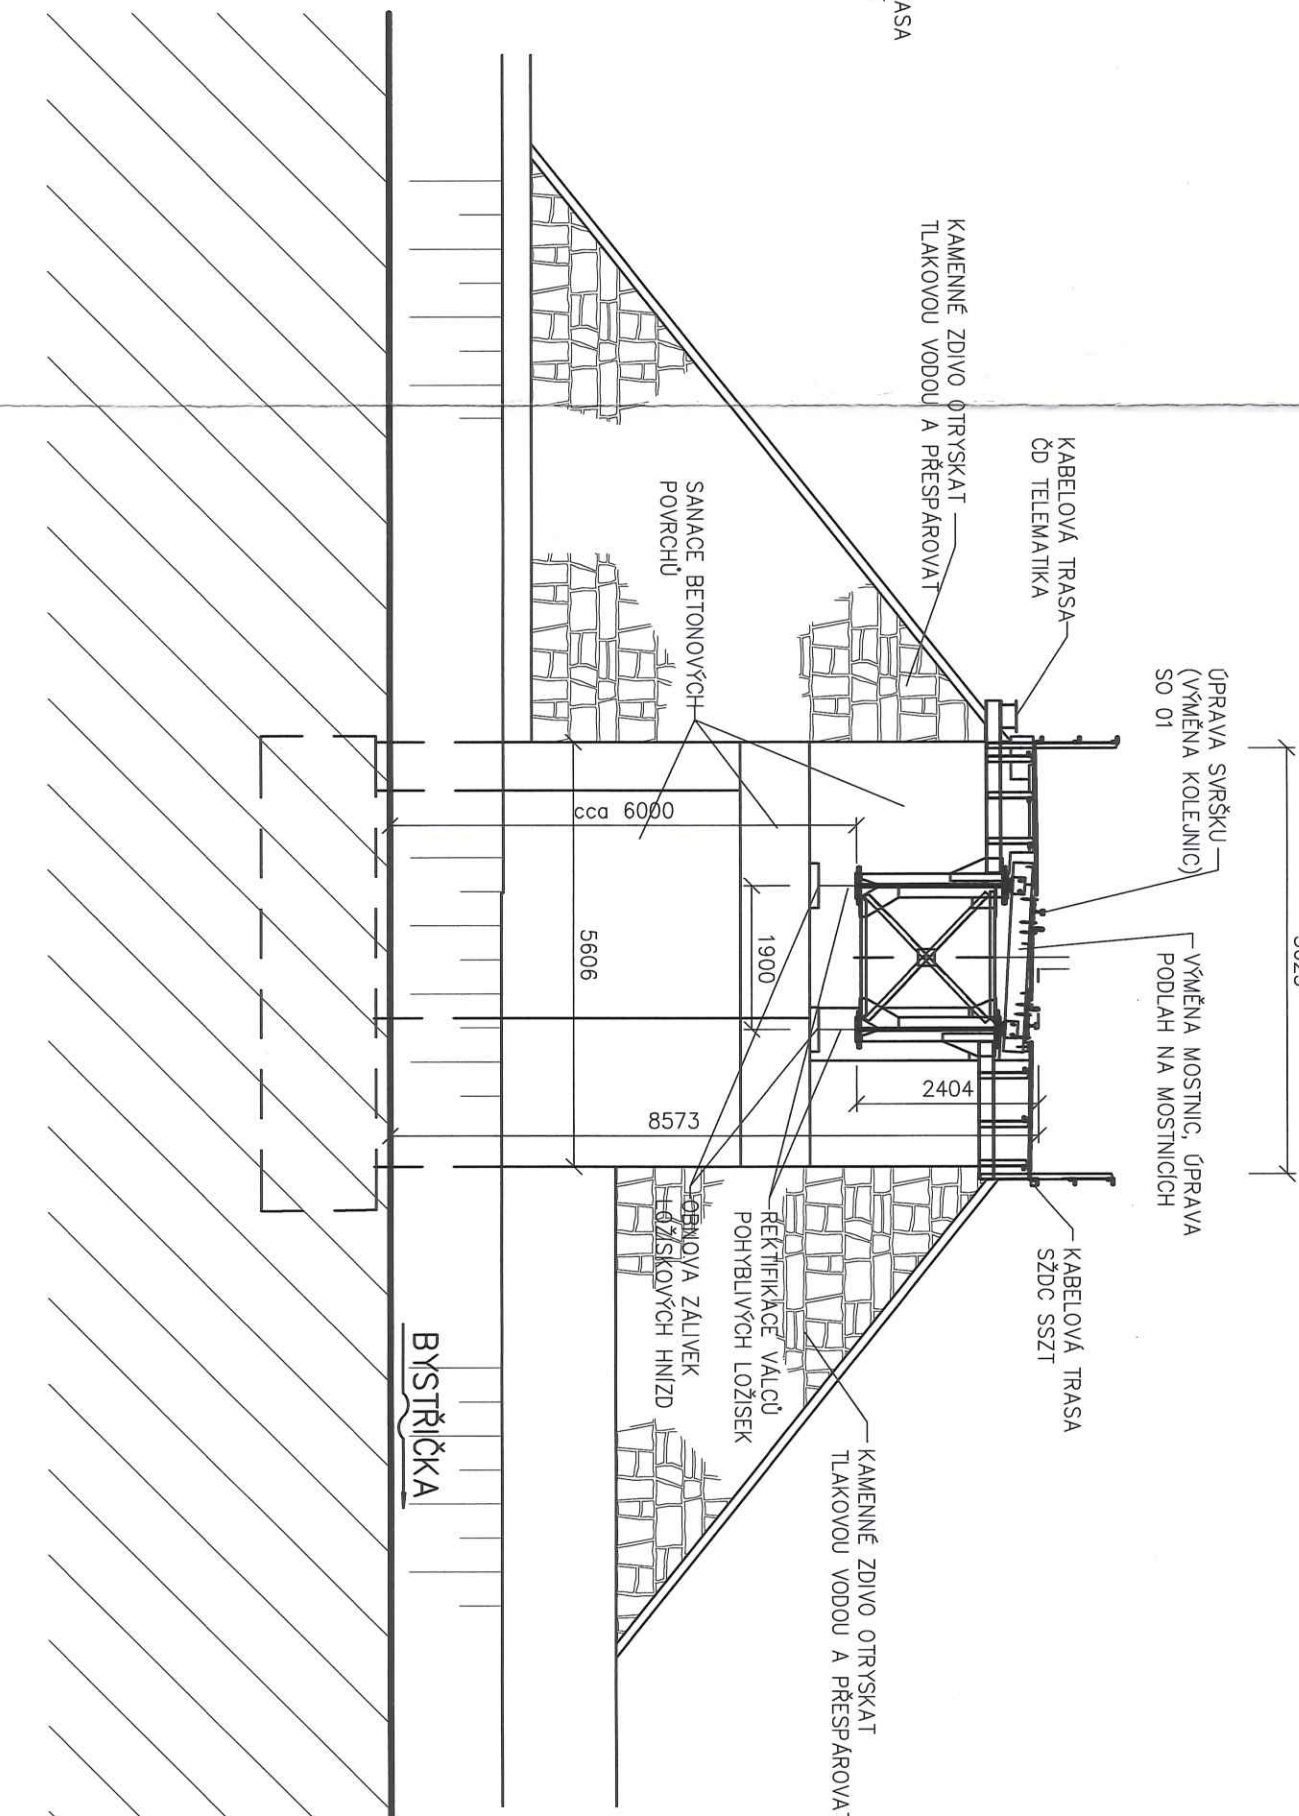 KAMENNÉ ZDIVO OTRYSKAT
TLAKOVOU VODOU A PŘESPÁROVAT
KABELOVÁ TRASA
ČD TELEMATIKA
SANACE BETONOVÝCH
POVRCHŮ
ÚPRAVA SVRŠKU
(VÝMĚNA KOLEJNIC)
SO 01
VÝMĚNA MOSTNIC, ÚPRAVA
PODLAH NA MOSTNICÍCH
KABELOVÁ TRASA
SŽDC SSZT
cca 6000
5606
1900
2404
8573
OBNOVA ZÁLIVEK
LOŽISKOVÝCH HNÍZD
REKTIFIKACE VÁLCŮ
POHYBLIVÝCH LOŽISEK
KAMENNÉ ZDIVO OTRYSKAT
TLAKOVOU VODOU A PŘESPÁROVAT
BYSTŘIČKA